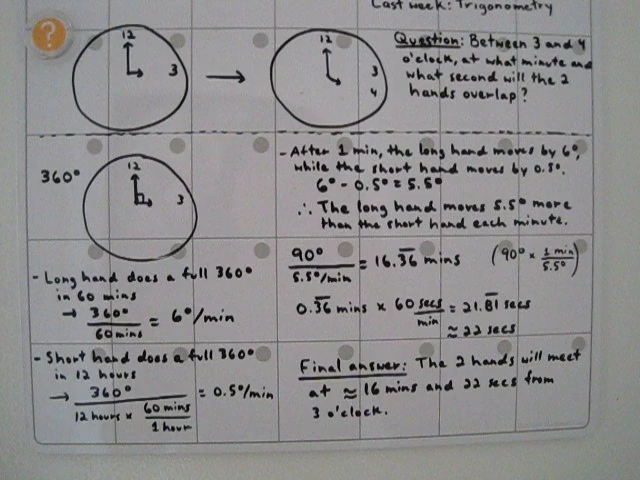 Last week: Trigonometry
?
12
3
12
3
4
Question: Between 3 and 4
o'clock, at what minute and
what second will the 2
hands overlap?
360°
12
3
- After 1 min, the long hand moves by 6°,
while the short hand moves by 0.5°.
6° - 0.5° = 5.5°
∴ The long hand moves 5.5° more
than the short hand each minute.
- Long hand does a full 360°
in 60 mins
→ 360° / 60 mins = 6°/min
90° / 5.5°/min = 16.3̅6̅ mins (90° × 1 min / 5.5°)
0.3̅6̅ mins × 60 secs / min = 21.8̅1̅ secs
≈ 22 secs
- Short hand does a full 360°
in 12 hours
→ 360° / 12 hours × 60 mins / 1 hour = 0.5°/min
Final answer: The 2 hands will meet
at ≈ 16 mins and 22 secs from
3 o'clock.